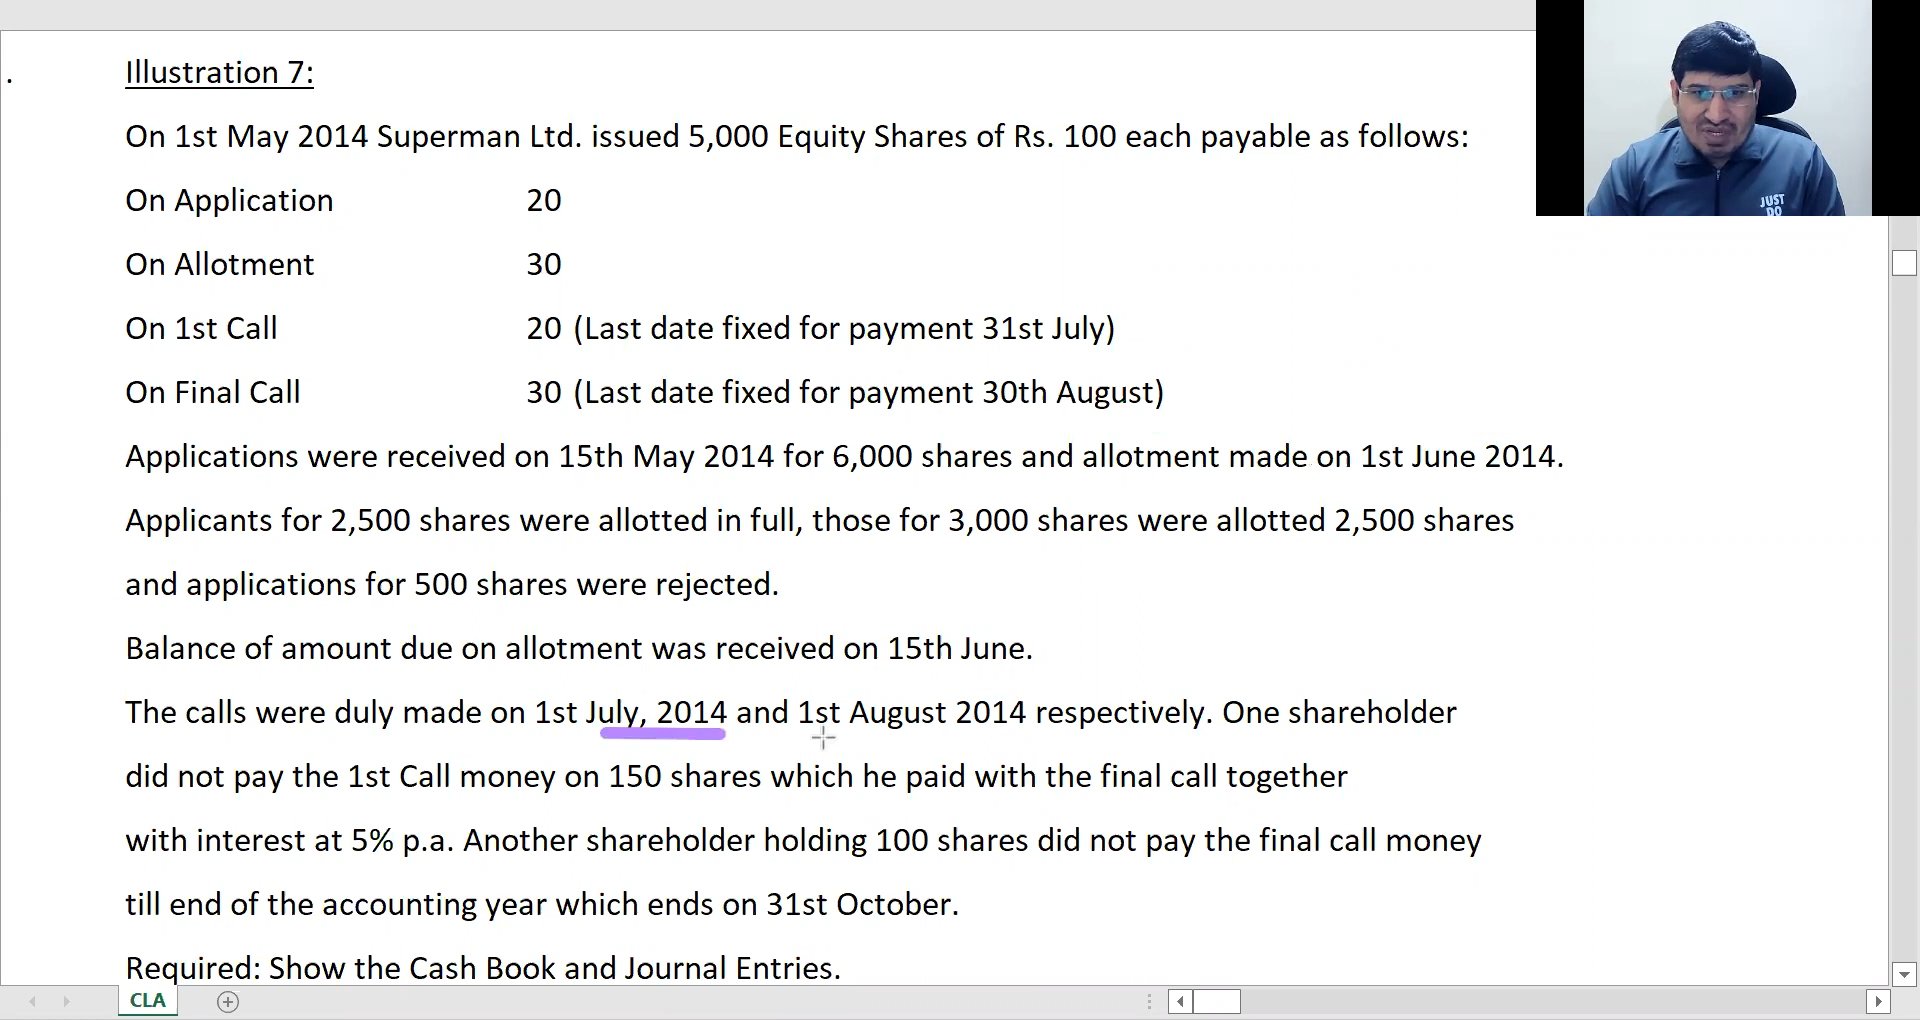 .
Illustration 7:
On 1st May 2014 Superman Ltd. issued 5,000 Equity Shares of Rs. 100 each payable as follows:
On Application 20
On Allotment 30
On 1st Call 20 (Last date fixed for payment 31st July)
On Final Call 30 (Last date fixed for payment 30th August)
Applications were received on 15th May 2014 for 6,000 shares and allotment made on 1st June 2014.
Applicants for 2,500 shares were allotted in full, those for 3,000 shares were allotted 2,500 shares
and applications for 500 shares were rejected.
Balance of amount due on allotment was received on 15th June.
The calls were duly made on 1st July, 2014 and 1st August 2014 respectively. One shareholder
did not pay the 1st Call money on 150 shares which he paid with the final call together
with interest at 5% p.a. Another shareholder holding 100 shares did not pay the final call money
till end of the accounting year which ends on 31st October.
Required: Show the Cash Book and Journal Entries.
CLA
JUST
DO